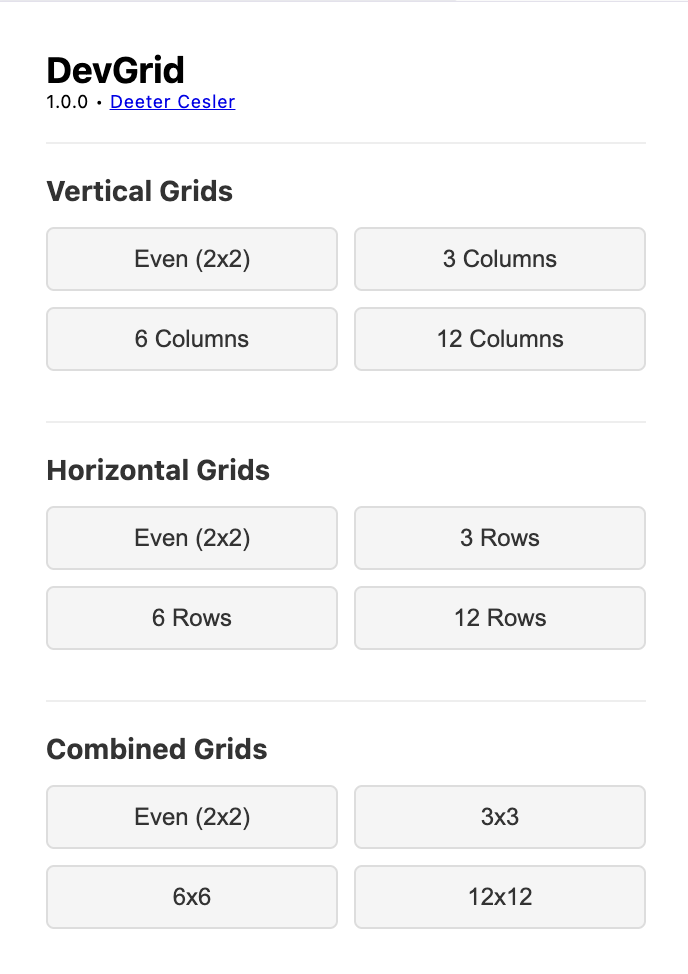 DevGrid
1.0.0 • Deeter Cesler
Vertical Grids
Even (2x2)
3 Columns
6 Columns
12 Columns
Horizontal Grids
Even (2x2)
3 Rows
6 Rows
12 Rows
Combined Grids
Even (2x2)
3x3
6x6
12x12